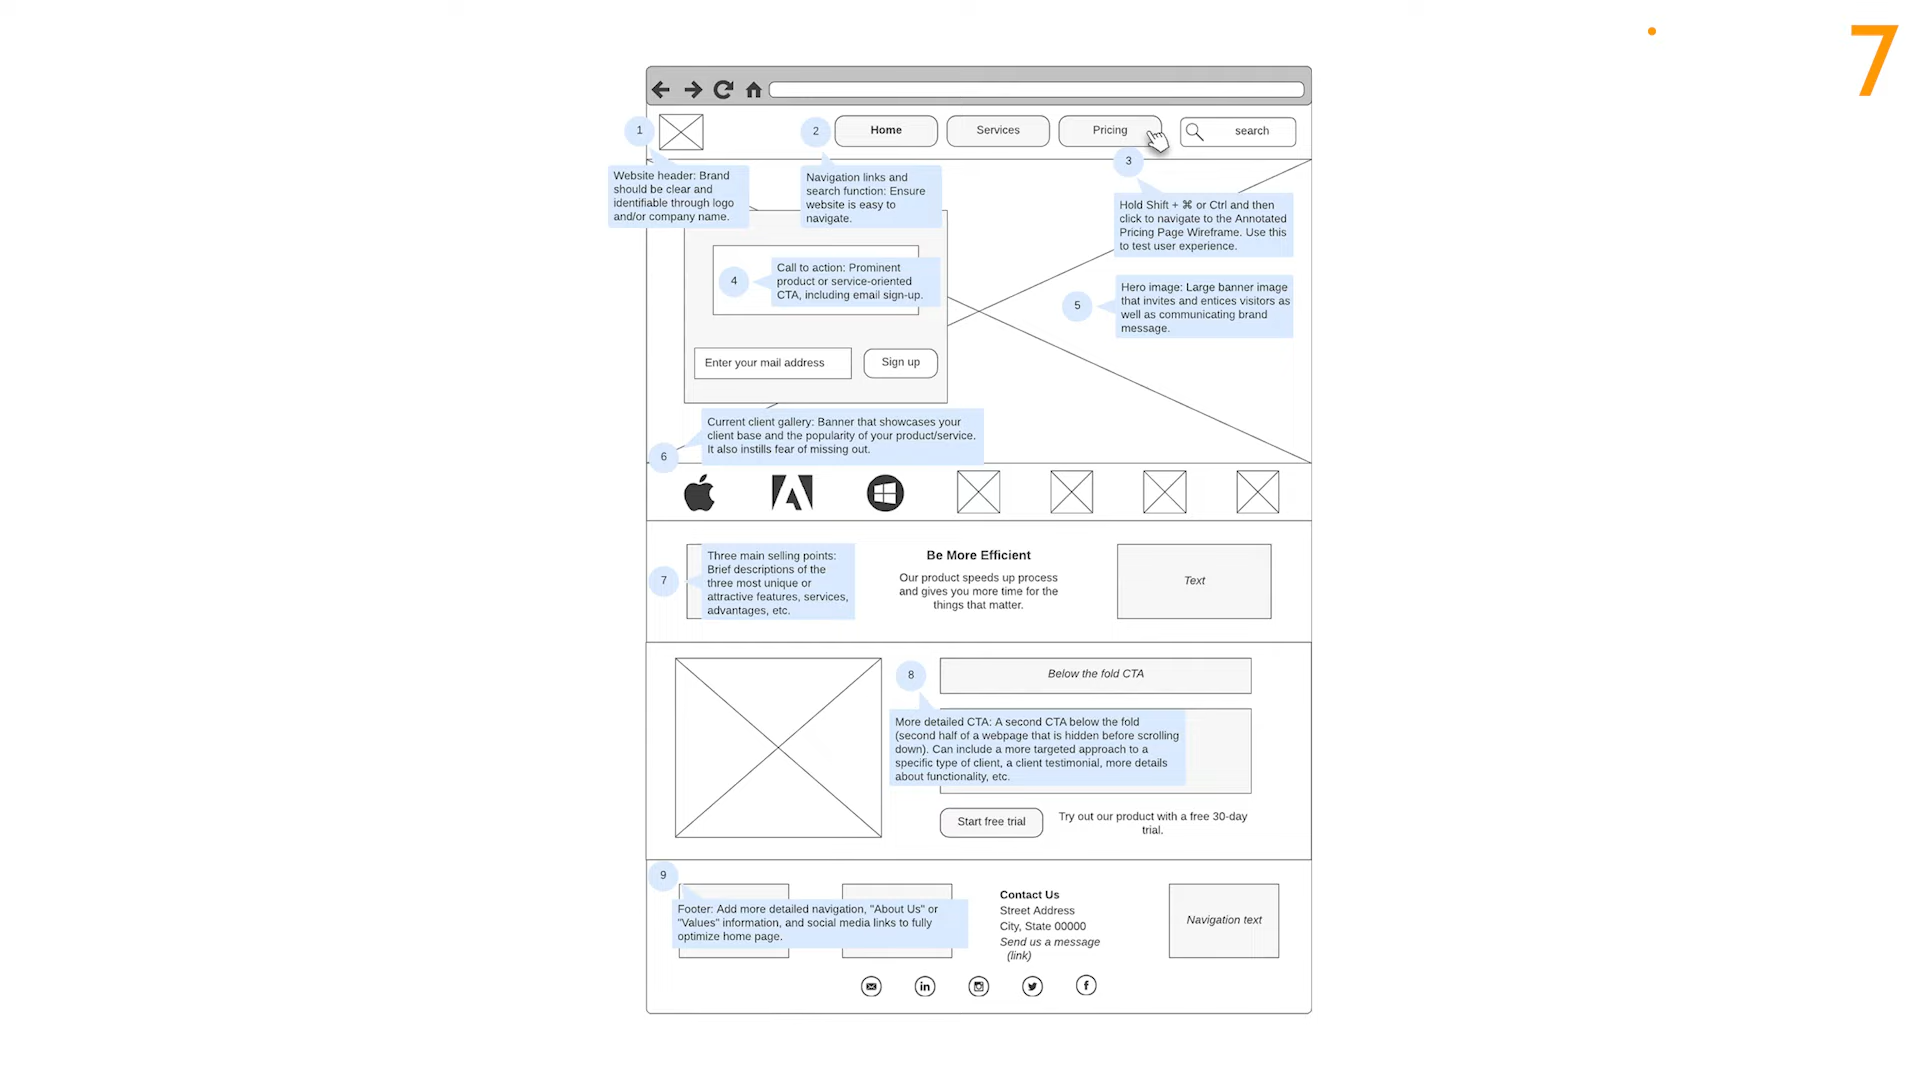 7
1
2
Home
Services
Pricing
search
3
Website header: Brand
should be clear and
identifiable through logo
and/or company name.
Navigation links and
search function: Ensure
website is easy to
navigate.
Hold Shift + ⌘ or Ctrl and then
click to navigate to the Annotated
Pricing Page Wireframe. Use this
to test user experience.
4
Call to action: Prominent
product or service-oriented
CTA, including email sign-up.
5
Hero image: Large banner image
that invites and entices visitors as
well as communicating brand
message.
Enter your mail address
Sign up
6
Current client gallery: Banner that showcases your
client base and the popularity of your product/service.
It also instills fear of missing out.
7
Three main selling points:
Brief descriptions of the
three most unique or
attractive features, services,
advantages, etc.
Be More Efficient
Our product speeds up process
and gives you more time for the
things that matter.
Text
8
Below the fold CTA
More detailed CTA: A second CTA below the fold
(second half of a webpage that is hidden before scrolling
down). Can include a more targeted approach to a
specific type of client, a client testimonial, more details
about functionality, etc.
Start free trial
Try out our product with a free 30-day
trial.
9
Footer: Add more detailed navigation, "About Us" or
"Values" information, and social media links to fully
optimize home page.
Contact Us
Street Address
City, State 00000
Send us a message
(link)
Navigation text
in
f